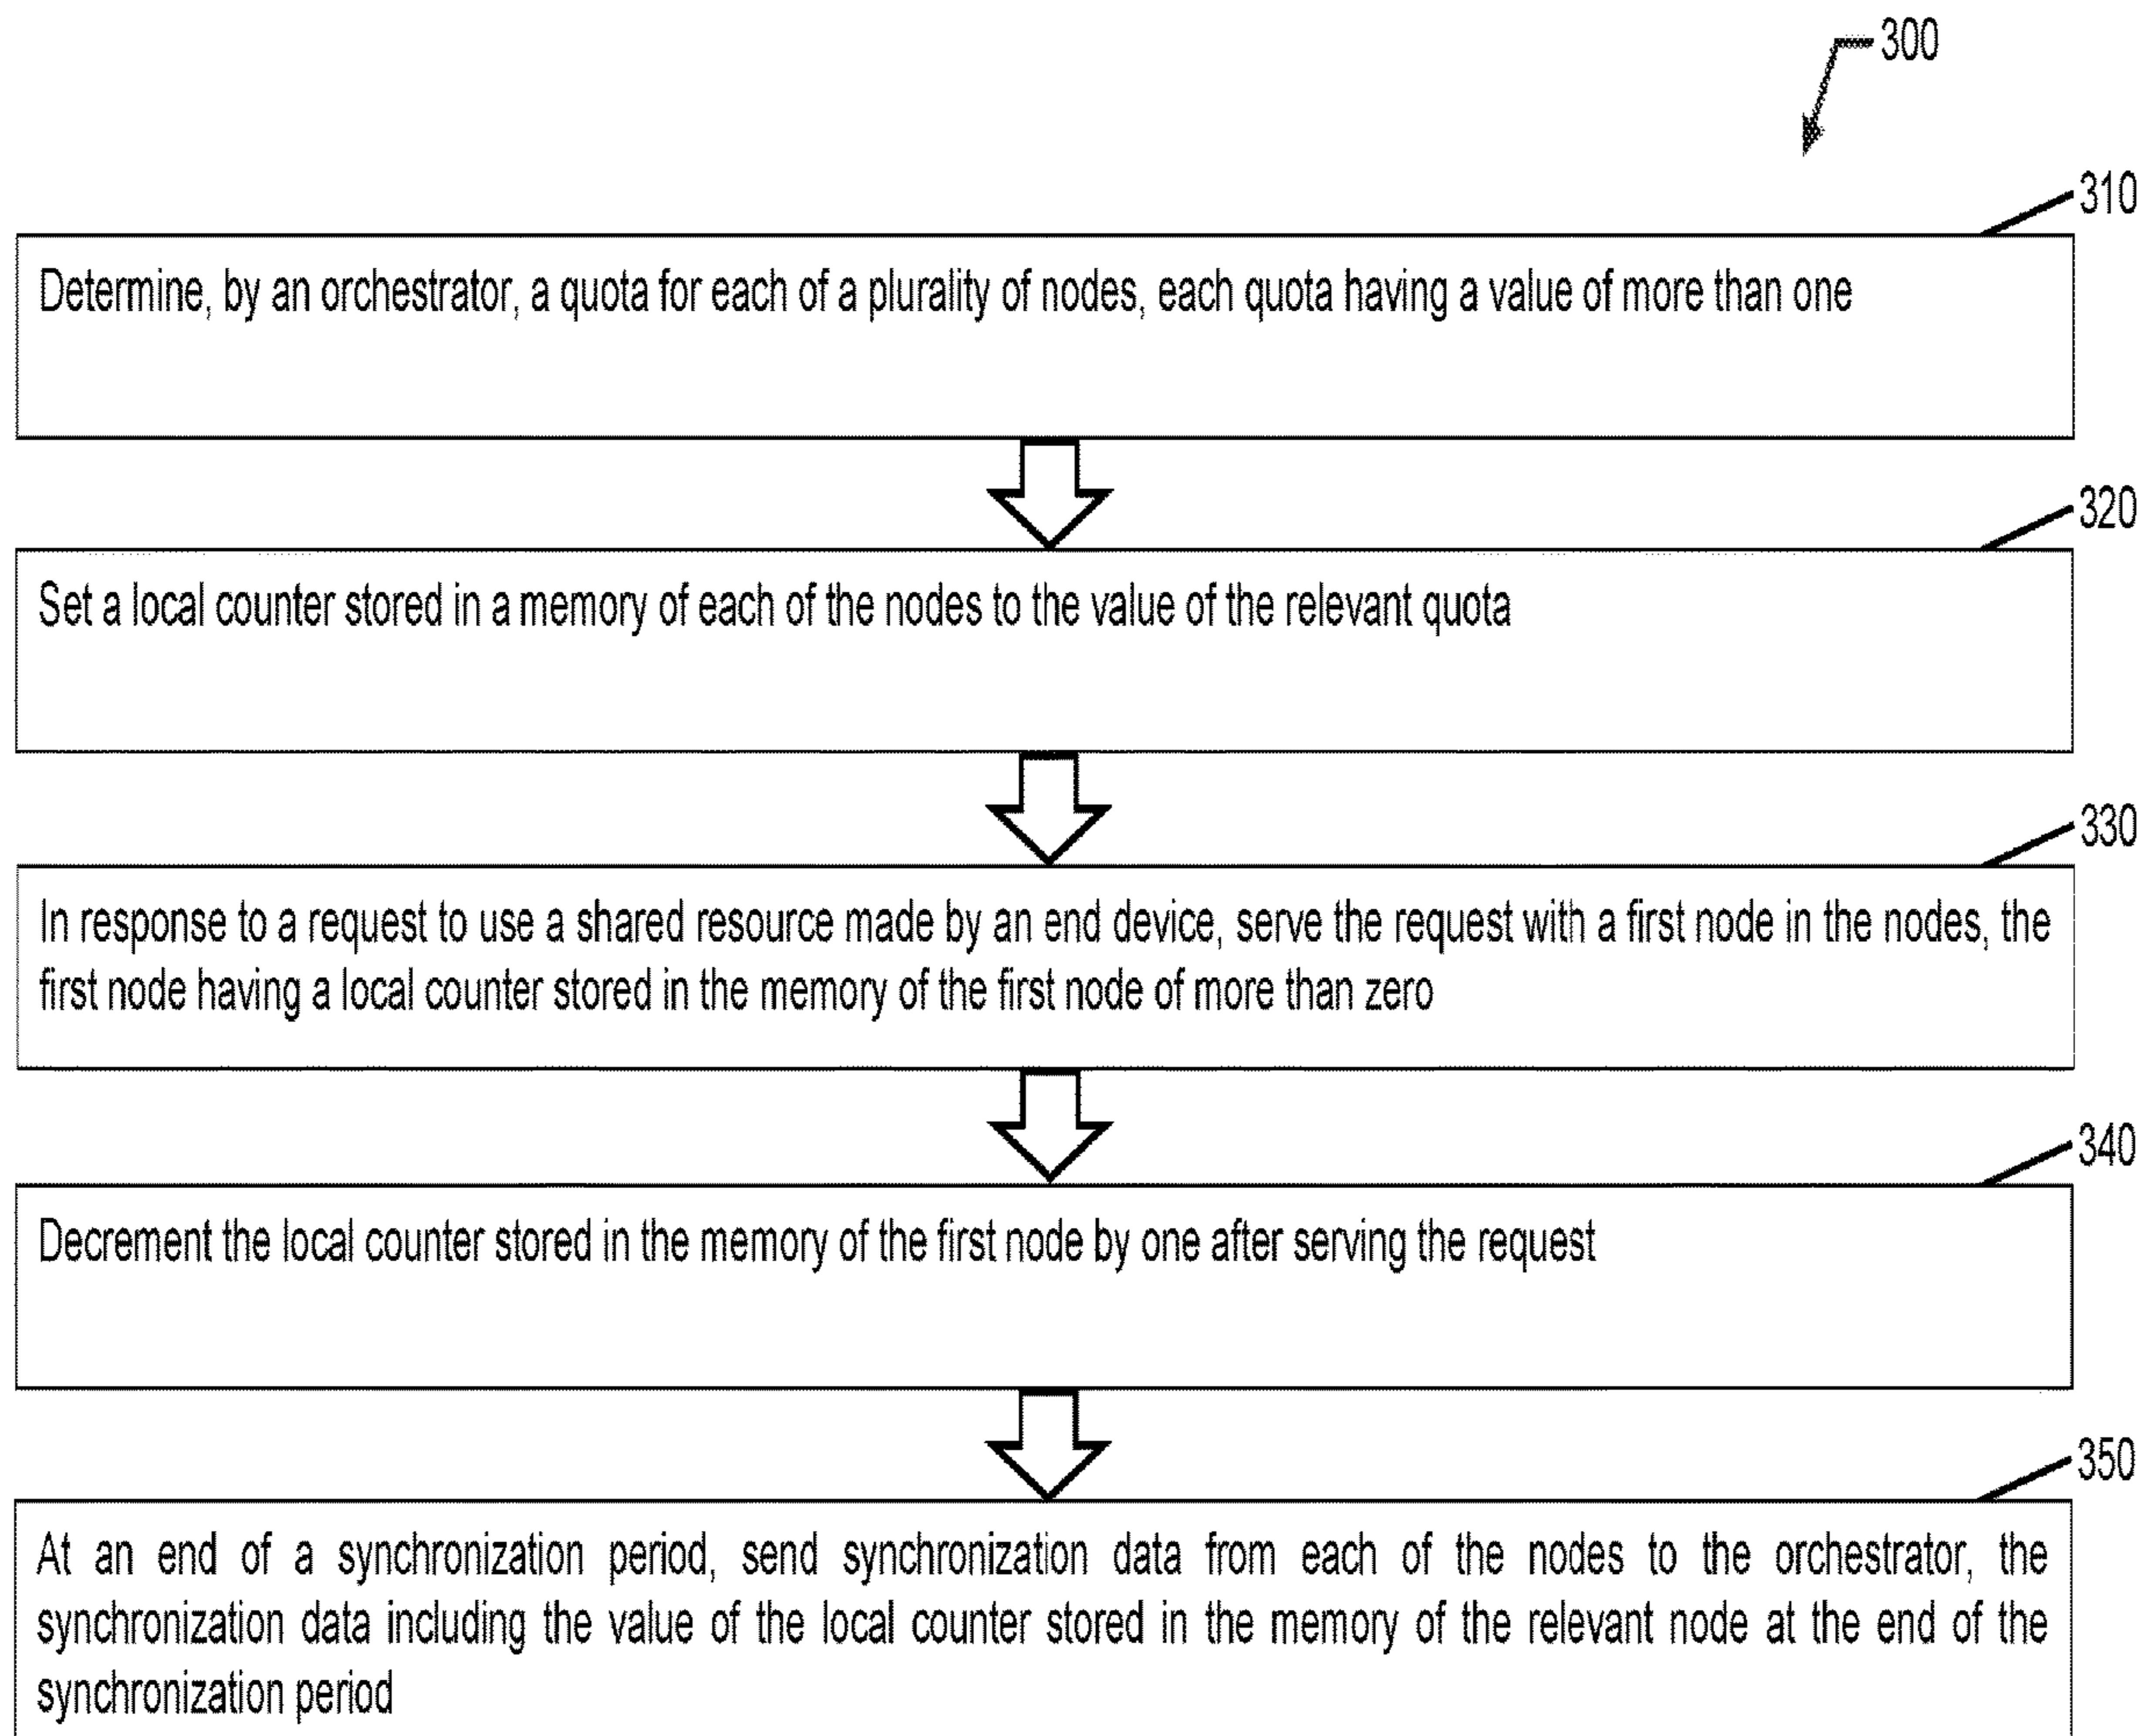 300
310
Determine, by an orchestrator, a quota for each of a plurality of nodes, each quota having a value of more than one
320
Set a local counter stored in a memory of each of the nodes to the value of the relevant quota
330
In response to a request to use a shared resource made by an end device, serve the request with a first node in the nodes, the
first node having a local counter stored in the memory of the first node of more than zero
340
Decrement the local counter stored in the memory of the first node by one after serving the request
350
At an end of a synchronization period, send synchronization data from each of the nodes to the orchestrator, the
synchronization data including the value of the local counter stored in the memory of the relevant node at the end of the
synchronization period